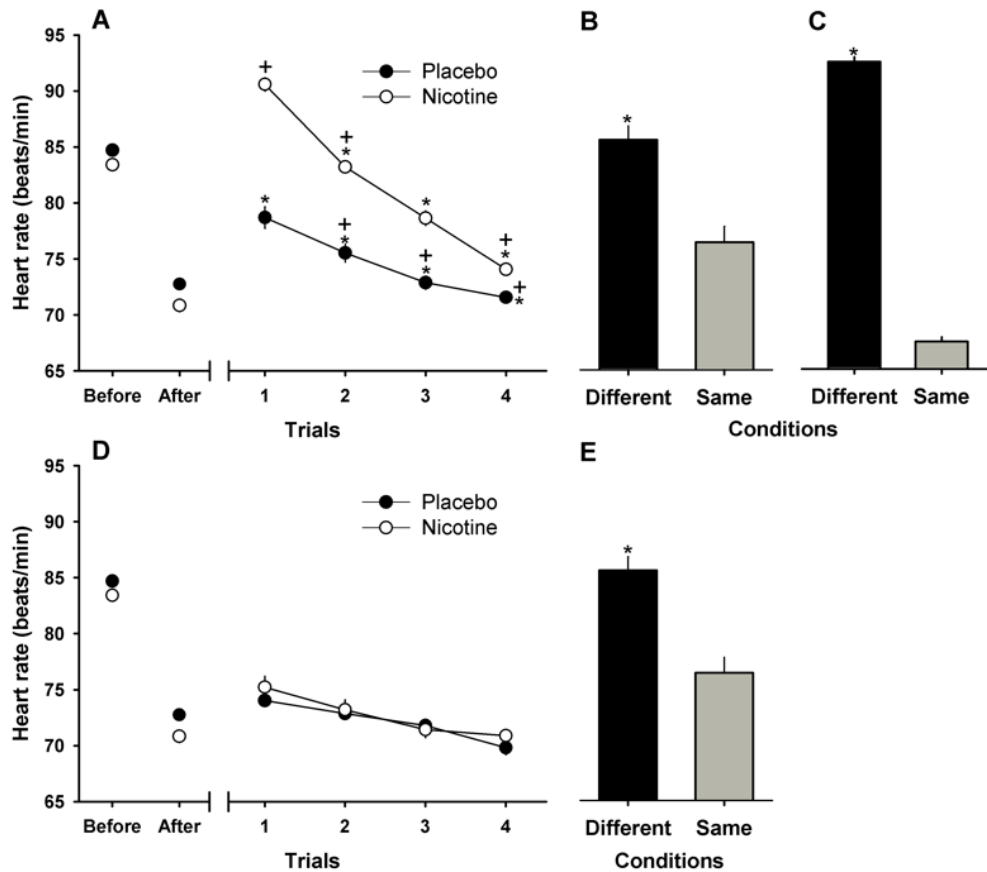 A
B
C
Heart rate (beats/min)
95
90
85
80
75
70
65
Placebo
Nicotine
+
+
*
*
+
*
*
+
*
+
*
+
*
*
*
Before After 1 2 3 4
Trials
Different Same
Different Same
Conditions
D
E
Heart rate (beats/min)
95
90
85
80
75
70
65
Placebo
Nicotine
*
Before After 1 2 3 4
Trials
Different Same
Conditions